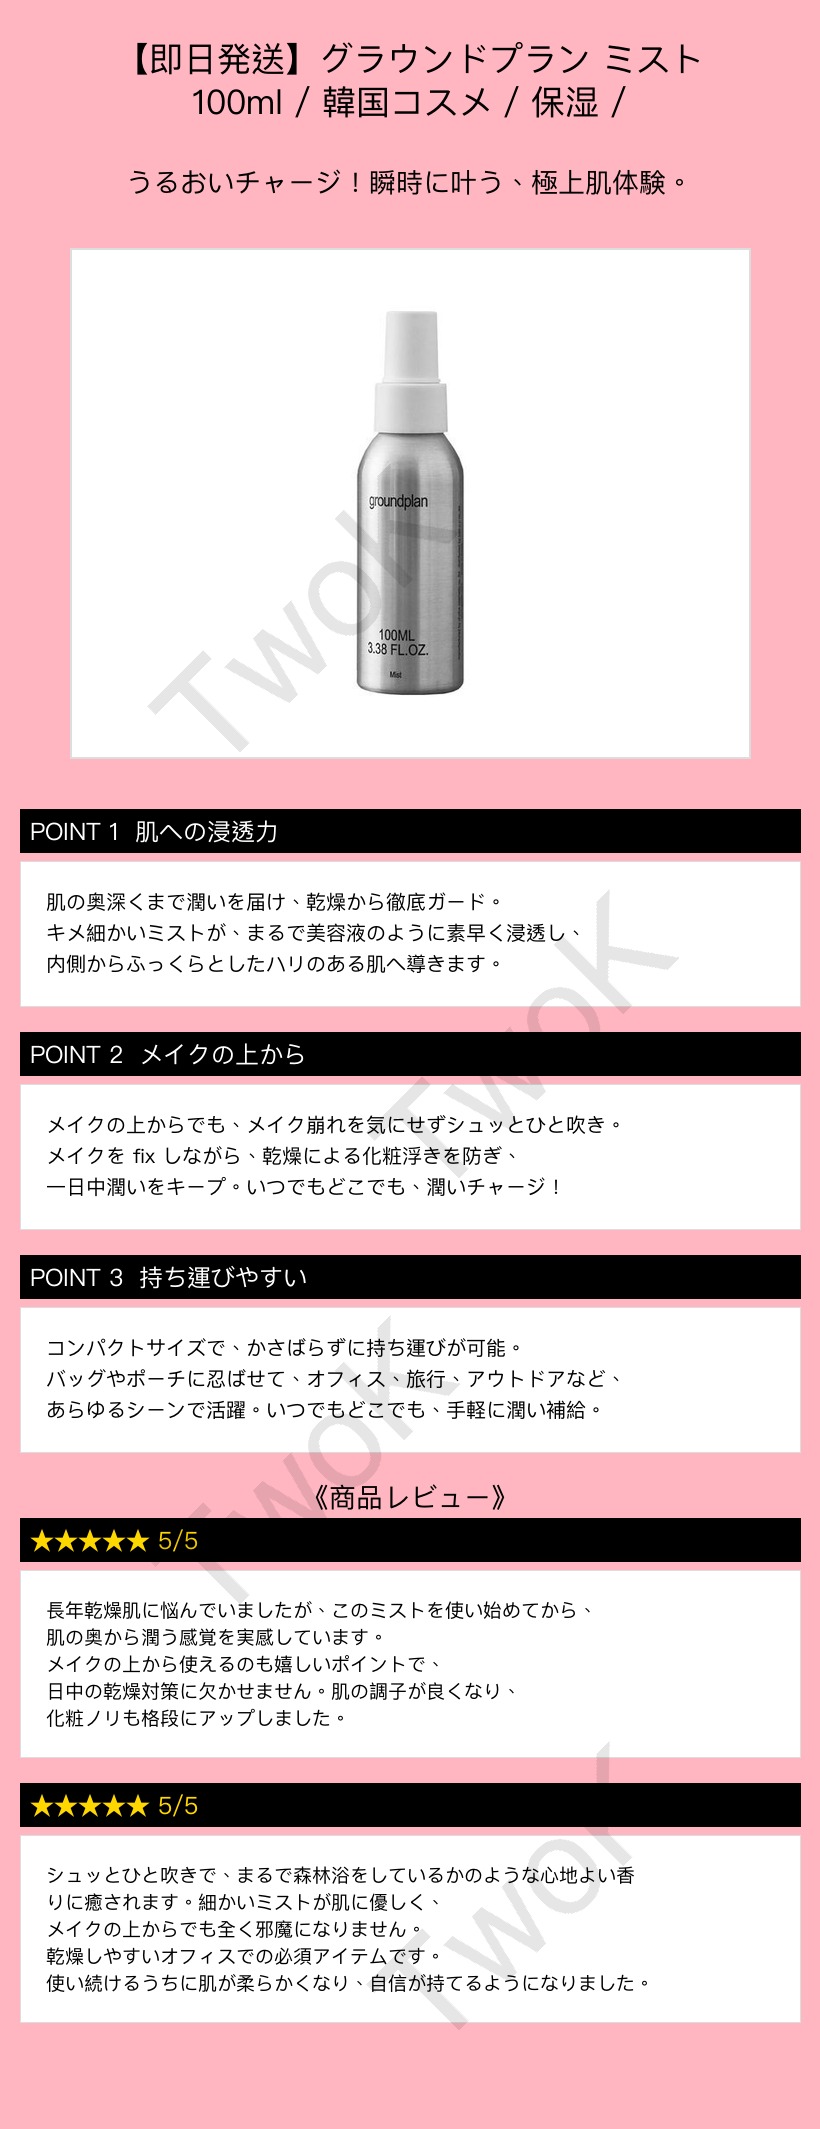 【即日発送】グラウンドプラン ミスト
100ml / 韓国コスメ / 保湿 /
うるおいチャージ！瞬時に叶う、極上肌体験。
groundplan
100ML
3.38 FL.OZ.
Mist
TwoK
POINT 1 肌への浸透力
肌の奥深くまで潤いを届け、乾燥から徹底ガード。
キメ細かいミストが、まるで美容液のように素早く浸透し、
内側からふっくらとしたハリのある肌へ導きます。
TwoK
POINT 2 メイクの上から
メイクの上からでも、メイク崩れを気にせずシュッとひと吹き。
メイクを fix しながら、乾燥による化粧浮きを防ぎ、
一日中潤いをキープ。いつでもどこでも、潤いチャージ！
POINT 3 持ち運びやすい
コンパクトサイズで、かさばらずに持ち運びが可能。
バッグやポーチに忍ばせて、オフィス、旅行、アウトドアなど、
あらゆるシーンで活躍。いつでもどこでも、手軽に潤い補給。
TwoK
《商品レビュー》
★★★★★ 5/5
長年乾燥肌に悩んでいましたが、このミストを使い始めてから、
肌の奥から潤う感覚を実感しています。
メイクの上から使えるのも嬉しいポイントで、
日中の乾燥対策に欠かせません。肌の調子が良くなり、
化粧ノリも格段にアップしました。
★★★★★ 5/5
シュッとひと吹きで、まるで森林浴をしているかのような心地よい香
りに癒されます。細かいミストが肌に優しく、
メイクの上からでも全く邪魔になりません。
乾燥しやすいオフィスでの必須アイテムです。
使い続けるうちに肌が柔らかくなり、自信が持てるようになりました。
TwoK